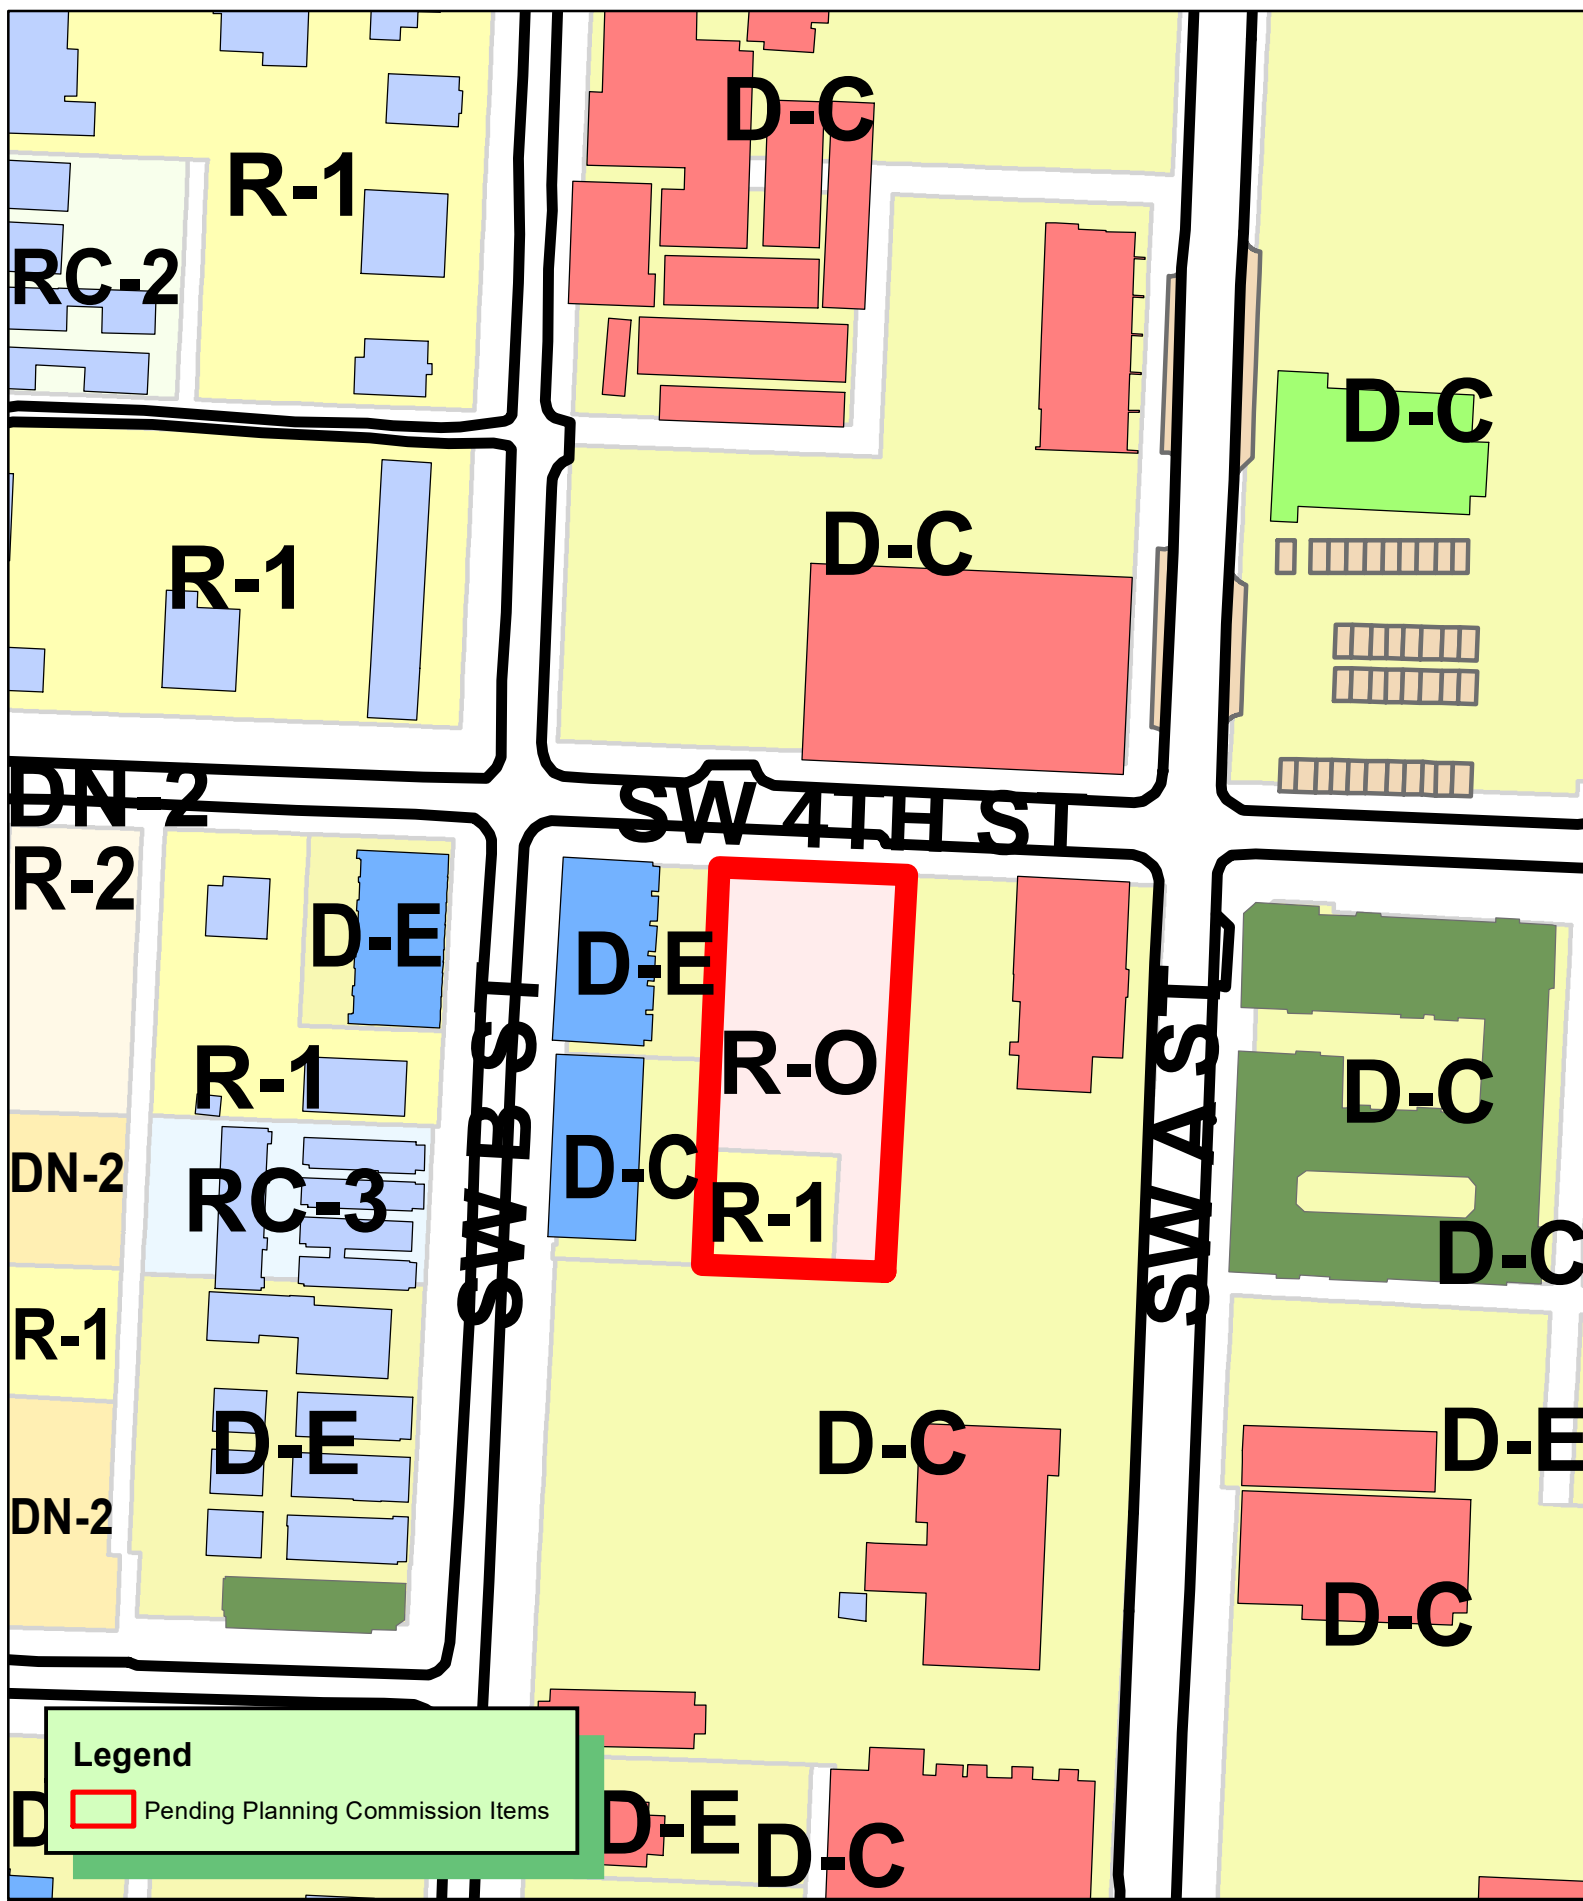 D-C
R-1
RC-2
D-C
D-C
R-1
DN-2
SW 4TH ST
R-2
D-E
D-E
R-O
R-1
D-C
DN-2
RC-3
D-C
R-1
SW B ST
SW A ST
D-C
R-1
D-C
D-E
D-E
DN-2
D-C
Legend
Pending Planning Commission Items
D
D-E
D-C